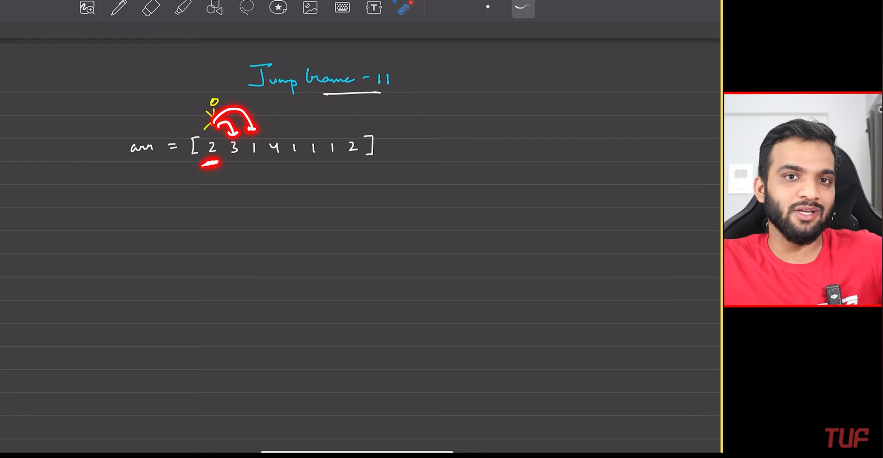 Jump Game - II
0
arr = [ 2 3 1 4 1 1 1 2 ]
TUF